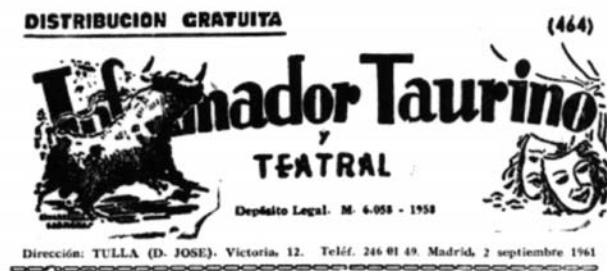 DISTRIBUCION GRATUITA (464)
Informador Taurino
y
TEATRAL
Depósito Legal. M. 6.058 - 1958
Dirección: TULLA (D. JOSE). Victoria, 12. Teléf. 246 01 49. Madrid, 2 septiembre 1961